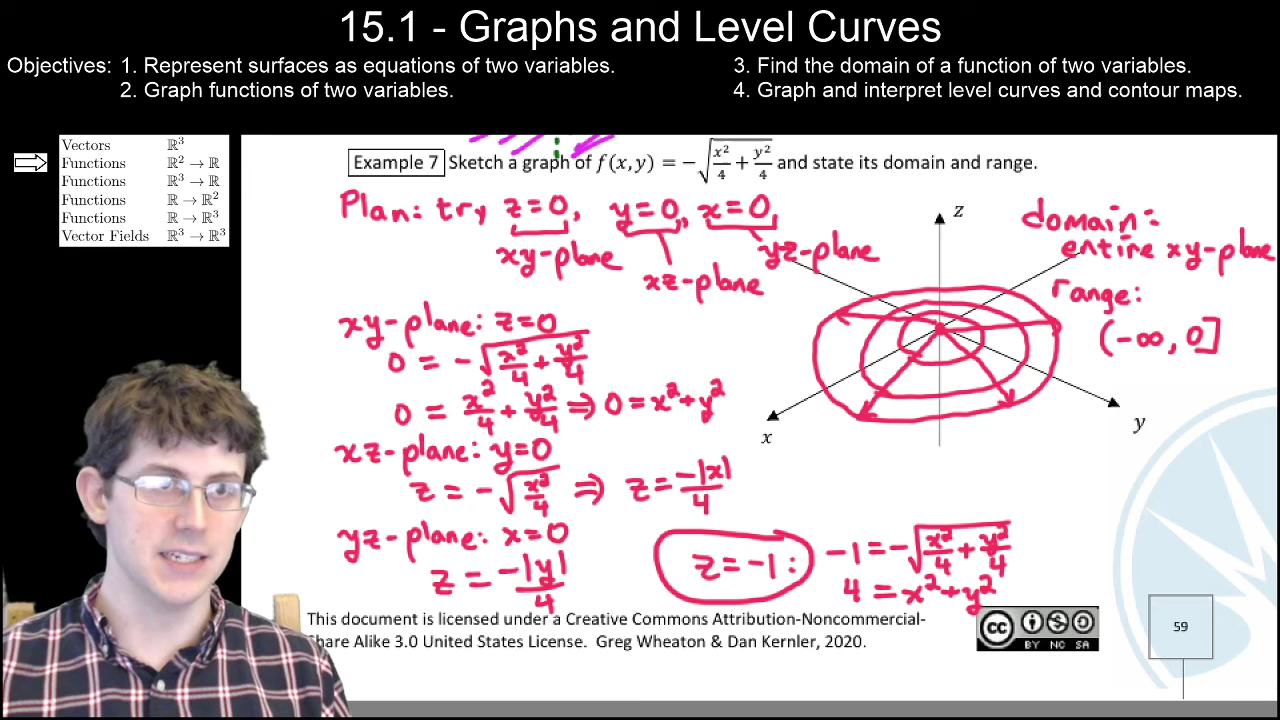 15.1 - Graphs and Level Curves
Objectives: 1. Represent surfaces as equations of two variables.
2. Graph functions of two variables.
3. Find the domain of a function of two variables.
4. Graph and interpret level curves and contour maps.
Vectors ℝ³
Functions ℝ² → ℝ
Functions ℝ³ → ℝ
Functions ℝ → ℝ²
Functions ℝ → ℝ³
Vector Fields ℝ³ → ℝ³
Example 7 Sketch a graph of f(x, y) = −√(x²/4 + y²/4) and state its domain and range.
Plan: try z=0, y=0, x=0
xy-plane
xz-plane
yz-plane
xy-plane: z=0
0 = −√(x²/4 + y²/4)
0 = x²/4 + y²/4 ⇒ 0 = x²+y²
xz-plane: y=0
z = −√(x²/4) ⇒ z = −|x|/4
yz-plane: x=0
z = −|y|/4
z = −1: −1 = −√(x²/4 + y²/4)
4 = x²+y²
z
x
y
domain:
entire xy-plane
range:
(−∞, 0]
This document is licensed under a Creative Commons Attribution-Noncommercial-
Share Alike 3.0 United States License. Greg Wheaton & Dan Kernler, 2020.
cc
BY NC SA
59